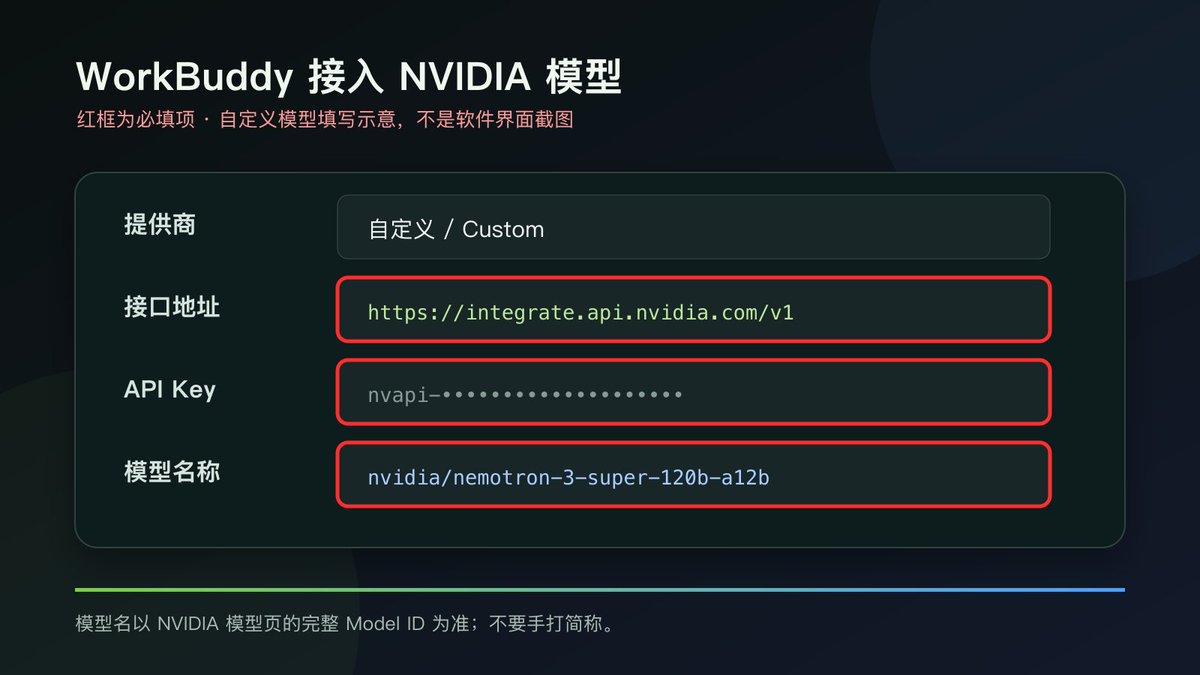 WorkBuddy 接入 NVIDIA 模型
红框为必填项 · 自定义模型填写示意，不是软件界面截图
提供商
自定义 / Custom
接口地址
https://integrate.api.nvidia.com/v1
API Key
nvapi-••••••••••••••••••••
模型名称
nvidia/nemotron-3-super-120b-a12b
模型名以 NVIDIA 模型页的完整 Model ID 为准；不要手打简称。